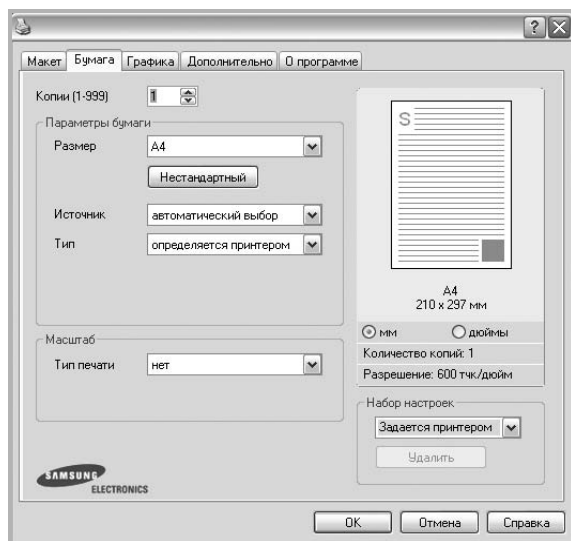 Макет Бумага Графика Дополнительно О программе
Копии (1-999) 1
Параметры бумаги
Размер A4
Нестандартный
Источник автоматический выбор
Тип определяется принтером
Масштаб
Тип печати нет
S
A4
210 x 297 мм
мм дюймы
Количество копий: 1
Разрешение: 600 тчк/дюйм
Набор настроек
Задается принтером
Удалить
SAMSUNG
ELECTRONICS
OK Отмена Справка